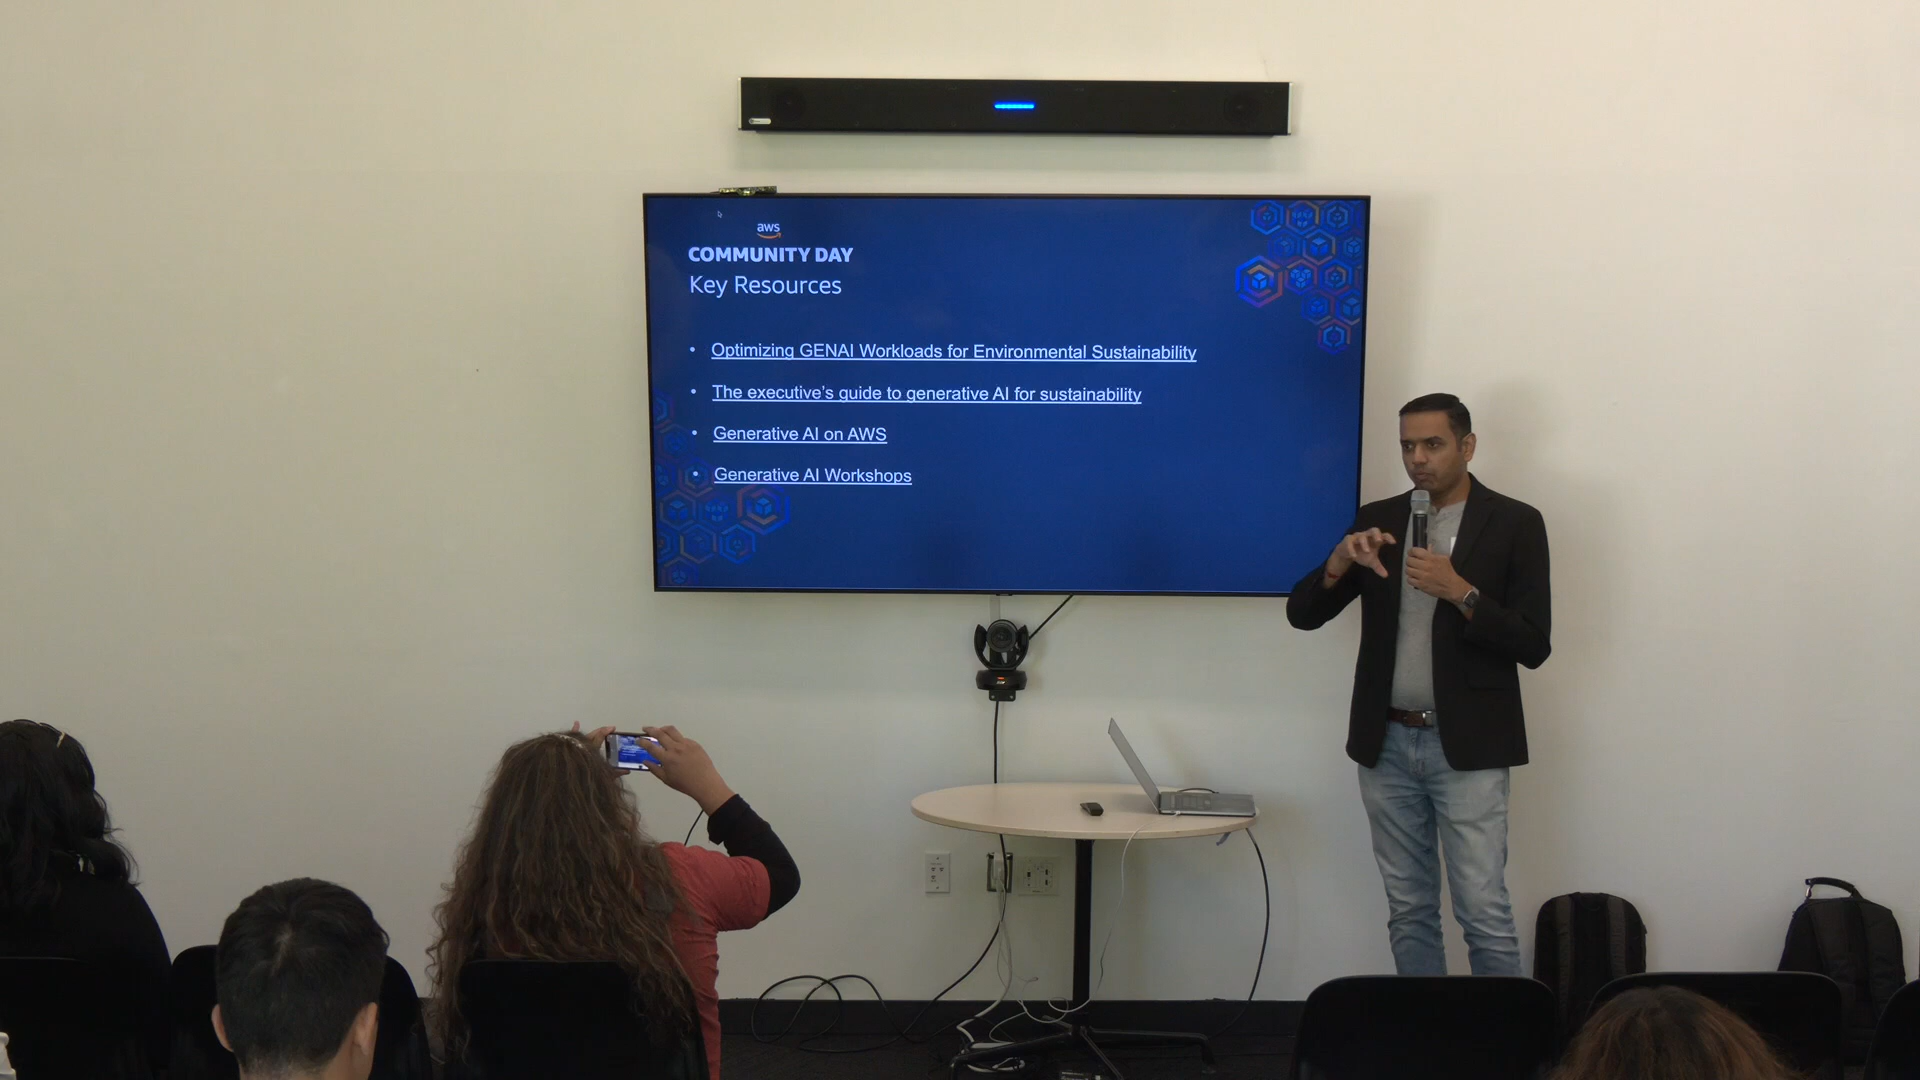 aws
COMMUNITY DAY
Key Resources
• Optimizing GENAI Workloads for Environmental Sustainability
• The executive’s guide to generative AI for sustainability
• Generative AI on AWS
• Generative AI Workshops